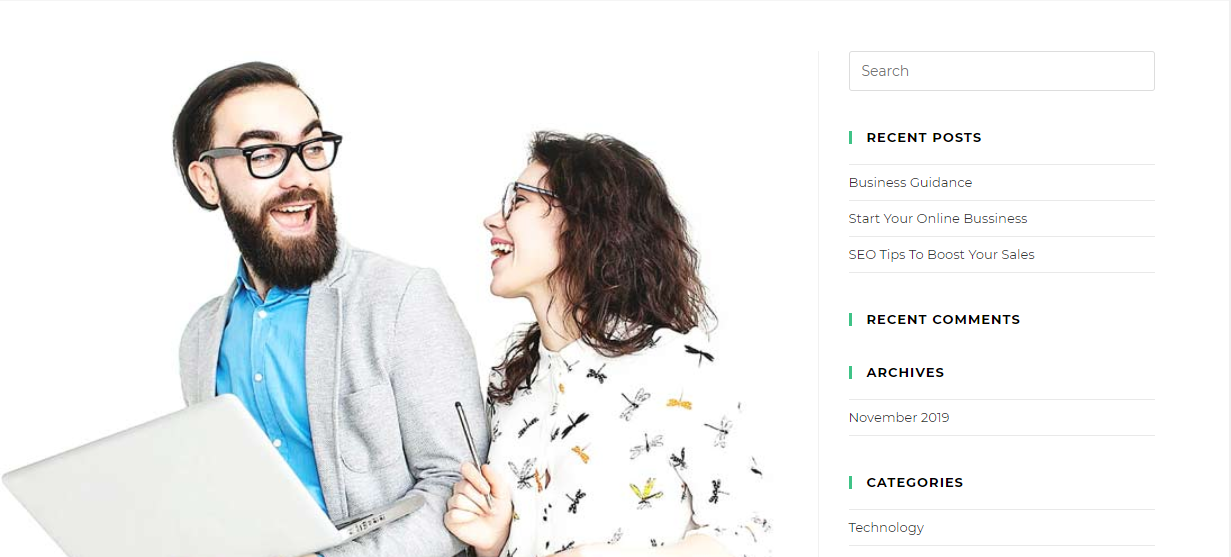 Search
RECENT POSTS
Business Guidance
Start Your Online Bussiness
SEO Tips To Boost Your Sales
RECENT COMMENTS
ARCHIVES
November 2019
CATEGORIES
Technology